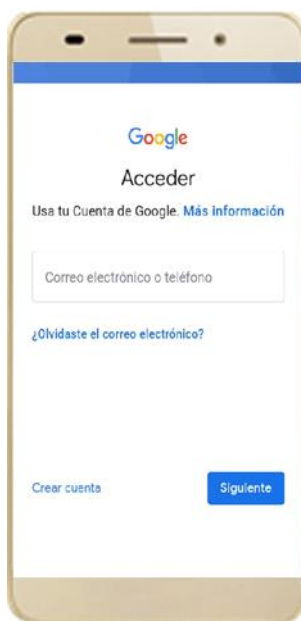 Google
Acceder
Usa tu Cuenta de Google. Más información
Correo electrónico o teléfono
¿Olvidaste el correo electrónico?
Crear cuenta Siguiente